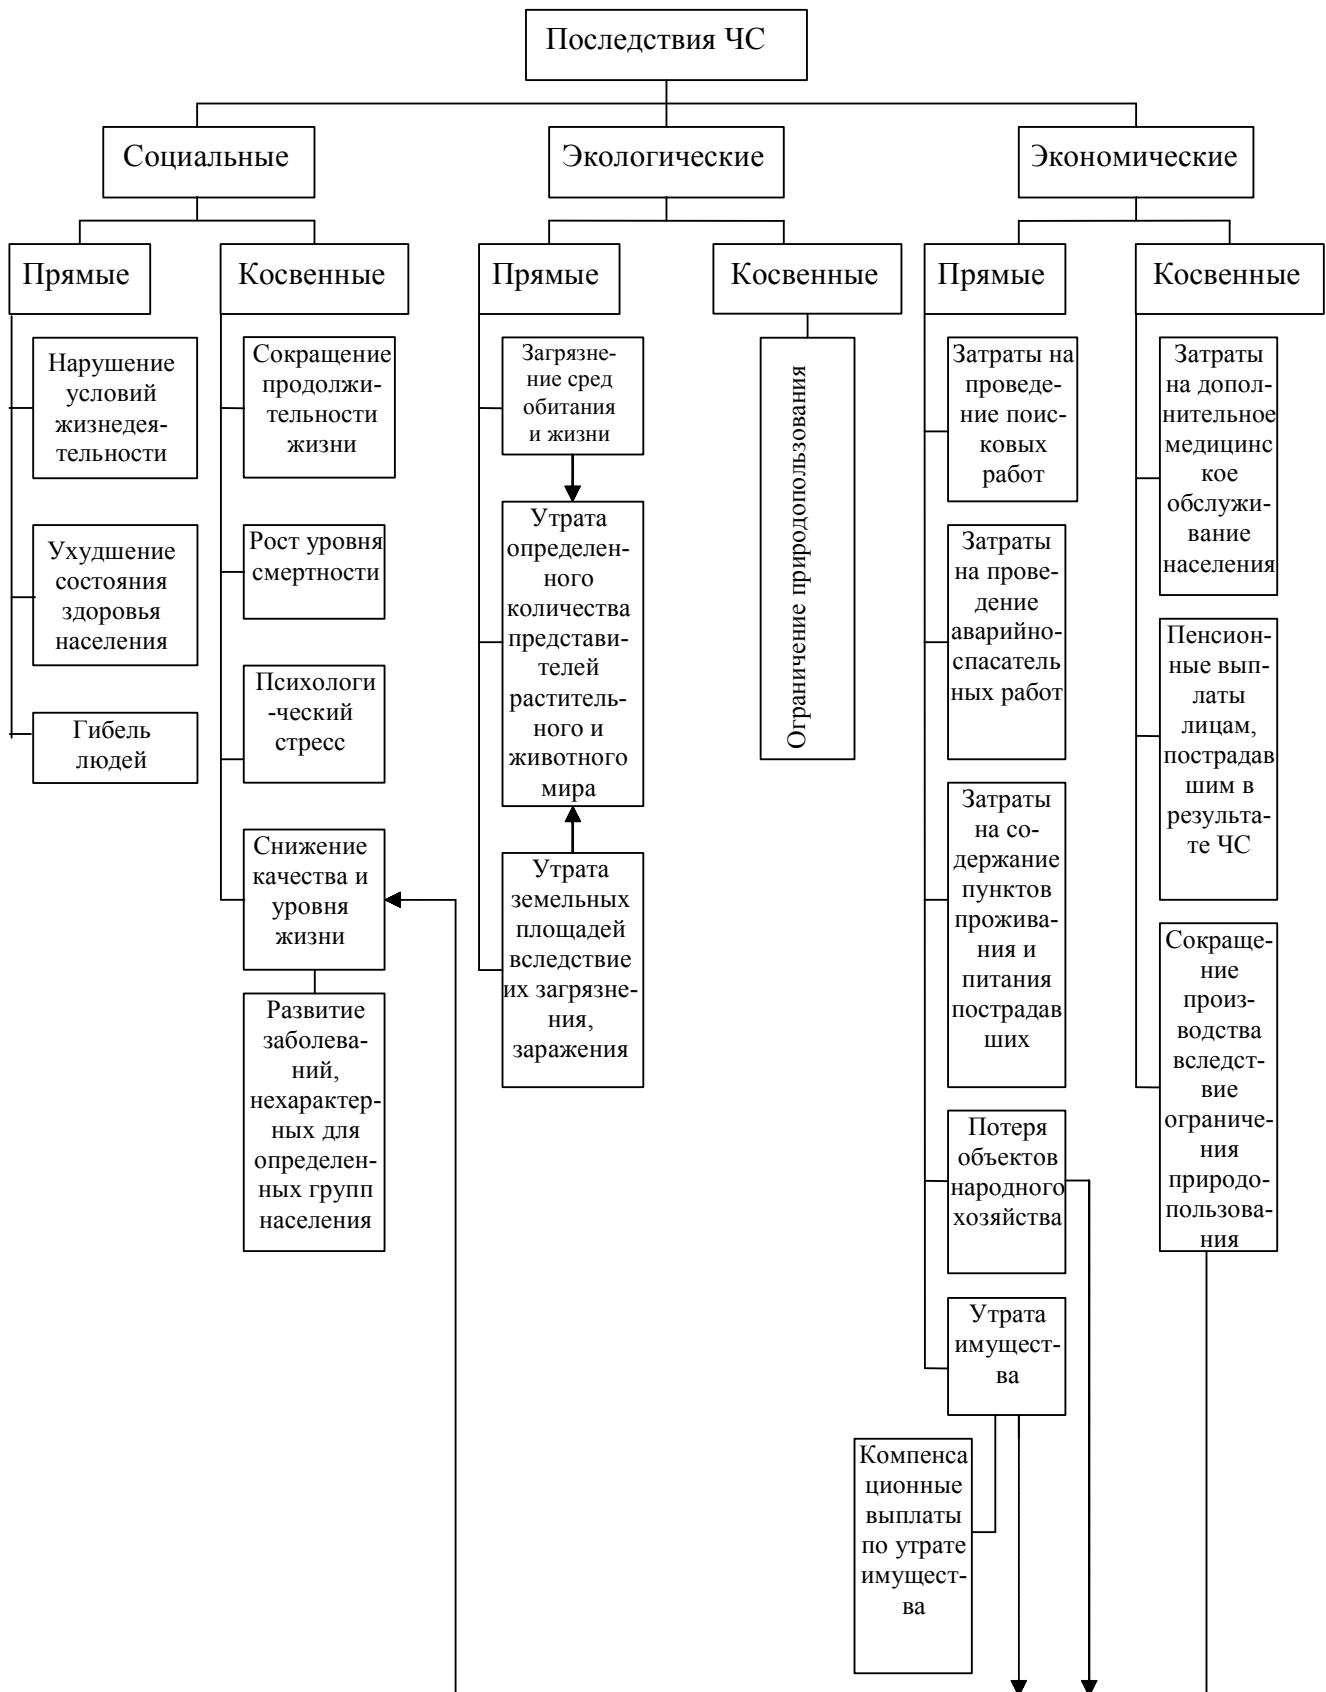 Последствия ЧС
Социальные
Экологические
Экономические
Прямые
Косвенные
Прямые
Косвенные
Прямые
Косвенные
Нарушение
условий
жизнедея-
тельности
Ухудшение
состояния
здоровья
населения
Гибель
людей
Сокращение
продолжи-
тельности
жизни
Рост уровня
смертности
Психологи
-ческий
стресс
Снижение
качества и
уровня
жизни
Развитие
заболева-
ний,
нехарактер-
ных для
определен-
ных групп
населения
Загрязне-
ние сред
обитания
и жизни
Утрата
определен-
ного
количества
представи-
телей
раститель-
ного и
животного
мира
Утрата
земельных
площадей
вследствие
их загрязне-
ния,
заражения
Ограничение природопользования
Затраты на
проведе-
ние поис-
ковых
работ
Затраты
на прове-
дение
аварийно-
спасатель
ных работ
Затраты
на со-
держание
пунктов
прожива-
ния и
питания
пострадав
ших
Потеря
объектов
народного
хозяйства
Утрата
имущест-
ва
Компенса
ционные
выплаты
по утрате
имущест-
ва
Затраты
на допол-
нительное
медицинс
кое
обслужи-
вание
населения
Пенсион-
ные вып-
латы
лицам,
пострадав
шим в
результа-
те ЧС
Сокраще-
ние
произ-
водства
вследст-
вие
ограниче-
ния
природо-
пользова-
ния